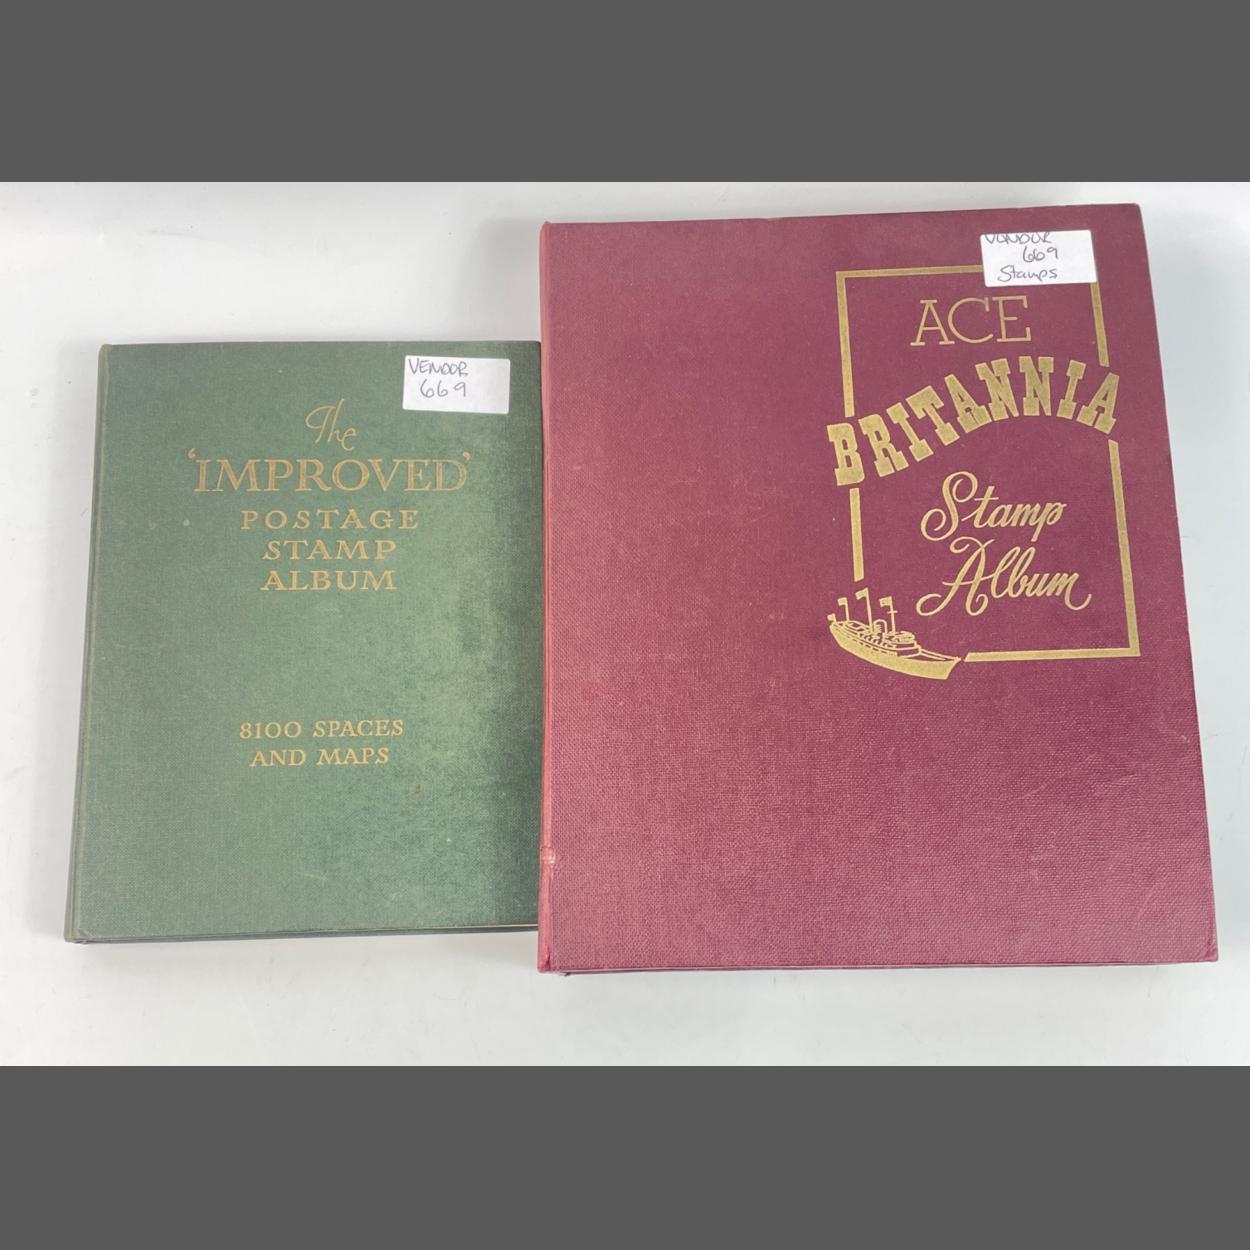 VENDOR
669
The
'IMPROVED'
POSTAGE
STAMP
ALBUM
8100 SPACES
AND MAPS
VENDOR
669
Stamps
ACE
BRITANNIA
Stamp
Album